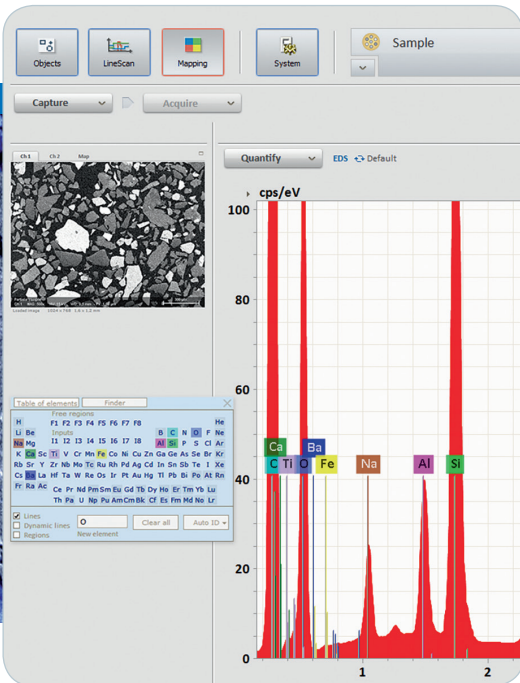 Objects LineScan Mapping System Sample
Capture Acquire
Ch 1 Ch 2 Map
Quantify EDS Default
cps/eV
100
80
60
40
20
0
1 2
Ca Ba
C Ti O Fe Na Al Si
Table of elements Finder
Free regions
H F1 F2 F3 F4 F5 F6 F7 F8 He
Li Be Inputs B C N O F Ne
Na Mg I1 I2 I3 I4 I5 I6 I7 I8 Al Si P S Cl Ar
K Ca Sc Ti V Cr Mn Fe Co Ni Cu Zn Ga Ge As Se Br Kr
Rb Sr Y Zr Nb Mo Tc Ru Rh Pd Ag Cd In Sn Sb Te I Xe
Cs Ba La Hf Ta W Re Os Ir Pt Au Hg Tl Pb Bi Po At Rn
Fr Ra Ac Ce Pr Nd Pm Sm Eu Gd Tb Dy Ho Er Tm Yb Lu
Th Pa U Np Pu Am Cm Bk Cf Es Fm Md No Lr
Lines
Dynamic lines O Clear all Auto ID
Regions New element